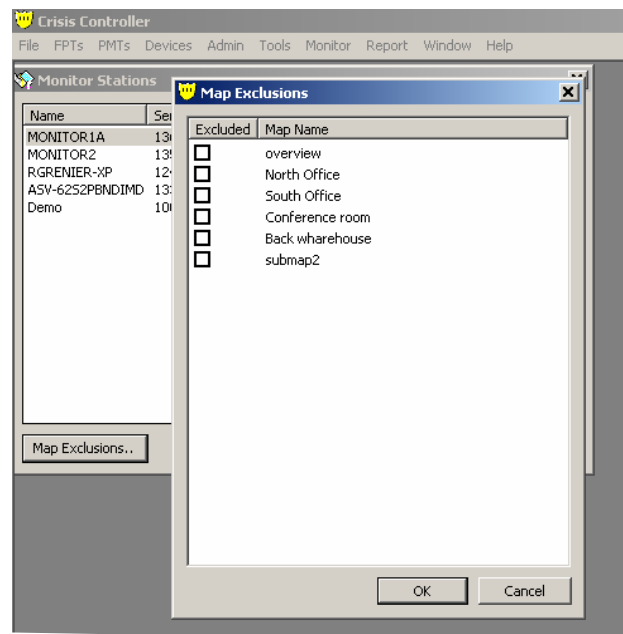 Crisis Controller
File FPTs PMTs Devices Admin Tools Monitor Report Window Help
Monitor Stations
Name
MONITOR1A
MONITOR2
RGRENIER-XP
ASV-62S2PBNDIMD
Demo
Map Exclusions..
Map Exclusions
Excluded Map Name
overview
North Office
South Office
Conference room
Back wharehouse
submap2
OK Cancel